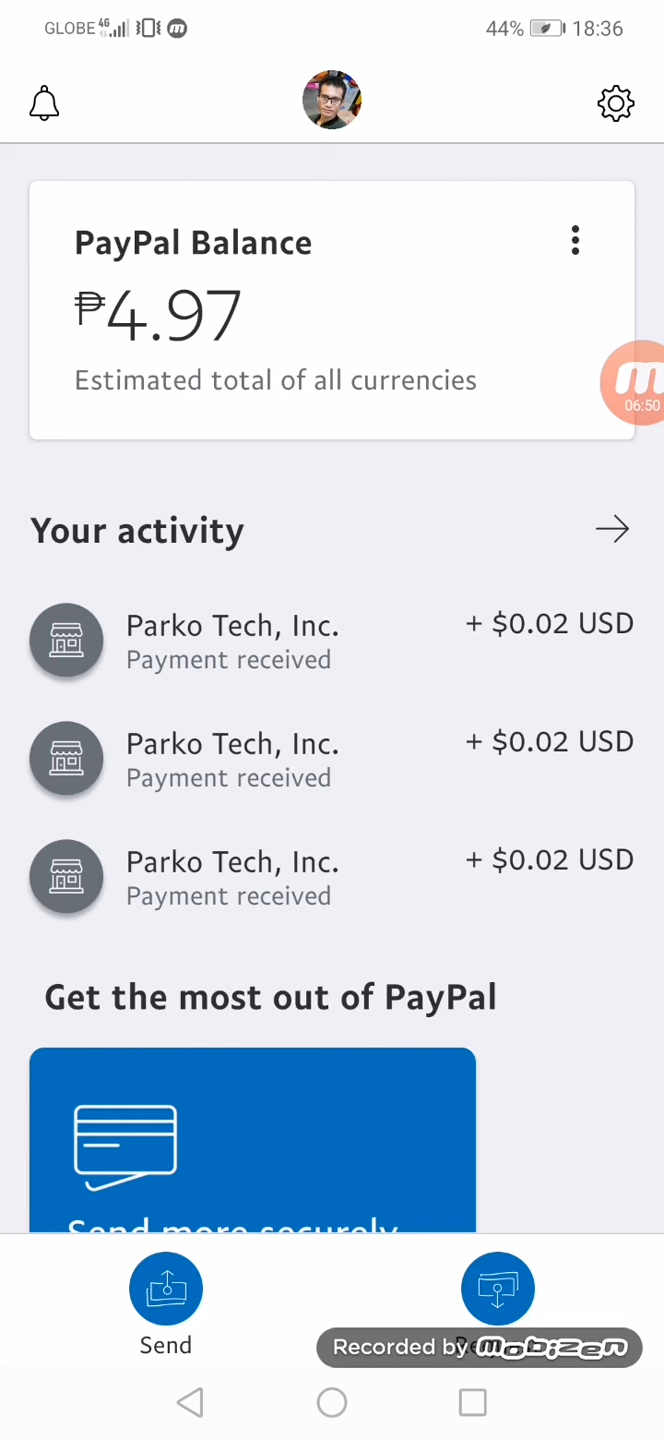 GLOBE 4G 44% 18:36
PayPal Balance
₱4.97
Estimated total of all currencies
06:50
Your activity
Parko Tech, Inc. + $0.02 USD
Payment received
Parko Tech, Inc. + $0.02 USD
Payment received
Parko Tech, Inc. + $0.02 USD
Payment received
Get the most out of PayPal
Send more securely
Send
Recorded by mobizen